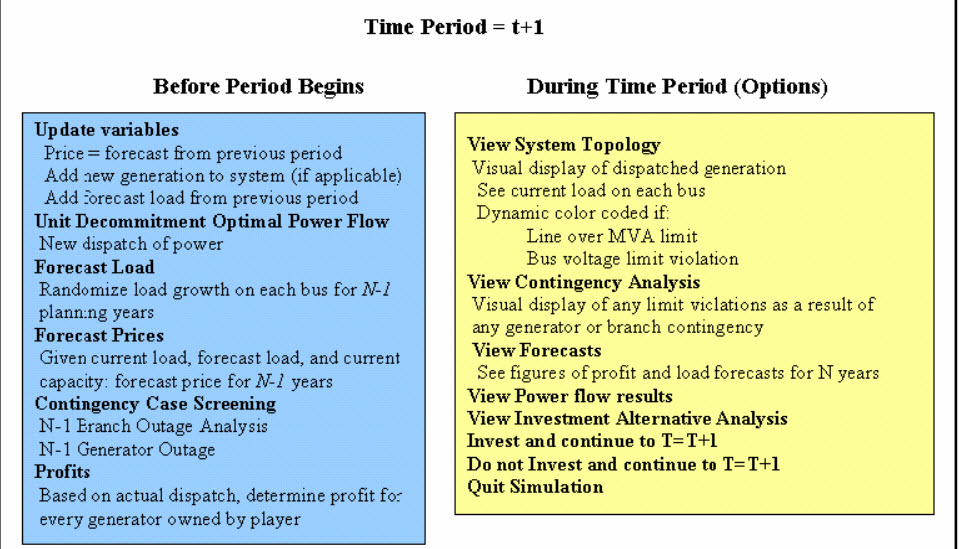 Time Period = t+1
Before Period Begins
Update variables
Price = forecast from previous period
Add new generation to system (if applicable)
Add forecast load from previous period
Unit Decommitment Optimal Power Flow
New dispatch of power
Forecast Load
Randomize load growth on each bus for N-1
planning years
Forecast Prices
Given current load, forecast load, and current
capacity: forecast price for N-1 years
Contingency Case Screening
N-1 Branch Outage Analysis
N-1 Generator Outage
Profits
Based on actual dispatch, determine profit for
every generator owned by player
During Time Period (Options)
View System Topology
Visual display of dispatched generation
See current load on each bus
Dynamic color coded if:
Line over MVA limit
Bus voltage limit violation
View Contingency Analysis
Visual display of any limit violations as a result of
any generator or branch contingency
View Forecasts
See figures of profit and load forecasts for N years
View Power flow results
View Investment Alternative Analysis
Invest and continue to T=T+1
Do not Invest and continue to T=T+1
Quit Simulation